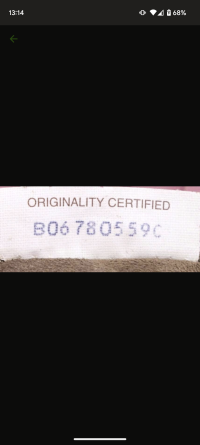 13:14
68%
ORIGINALITY CERTIFIED
B06780559C